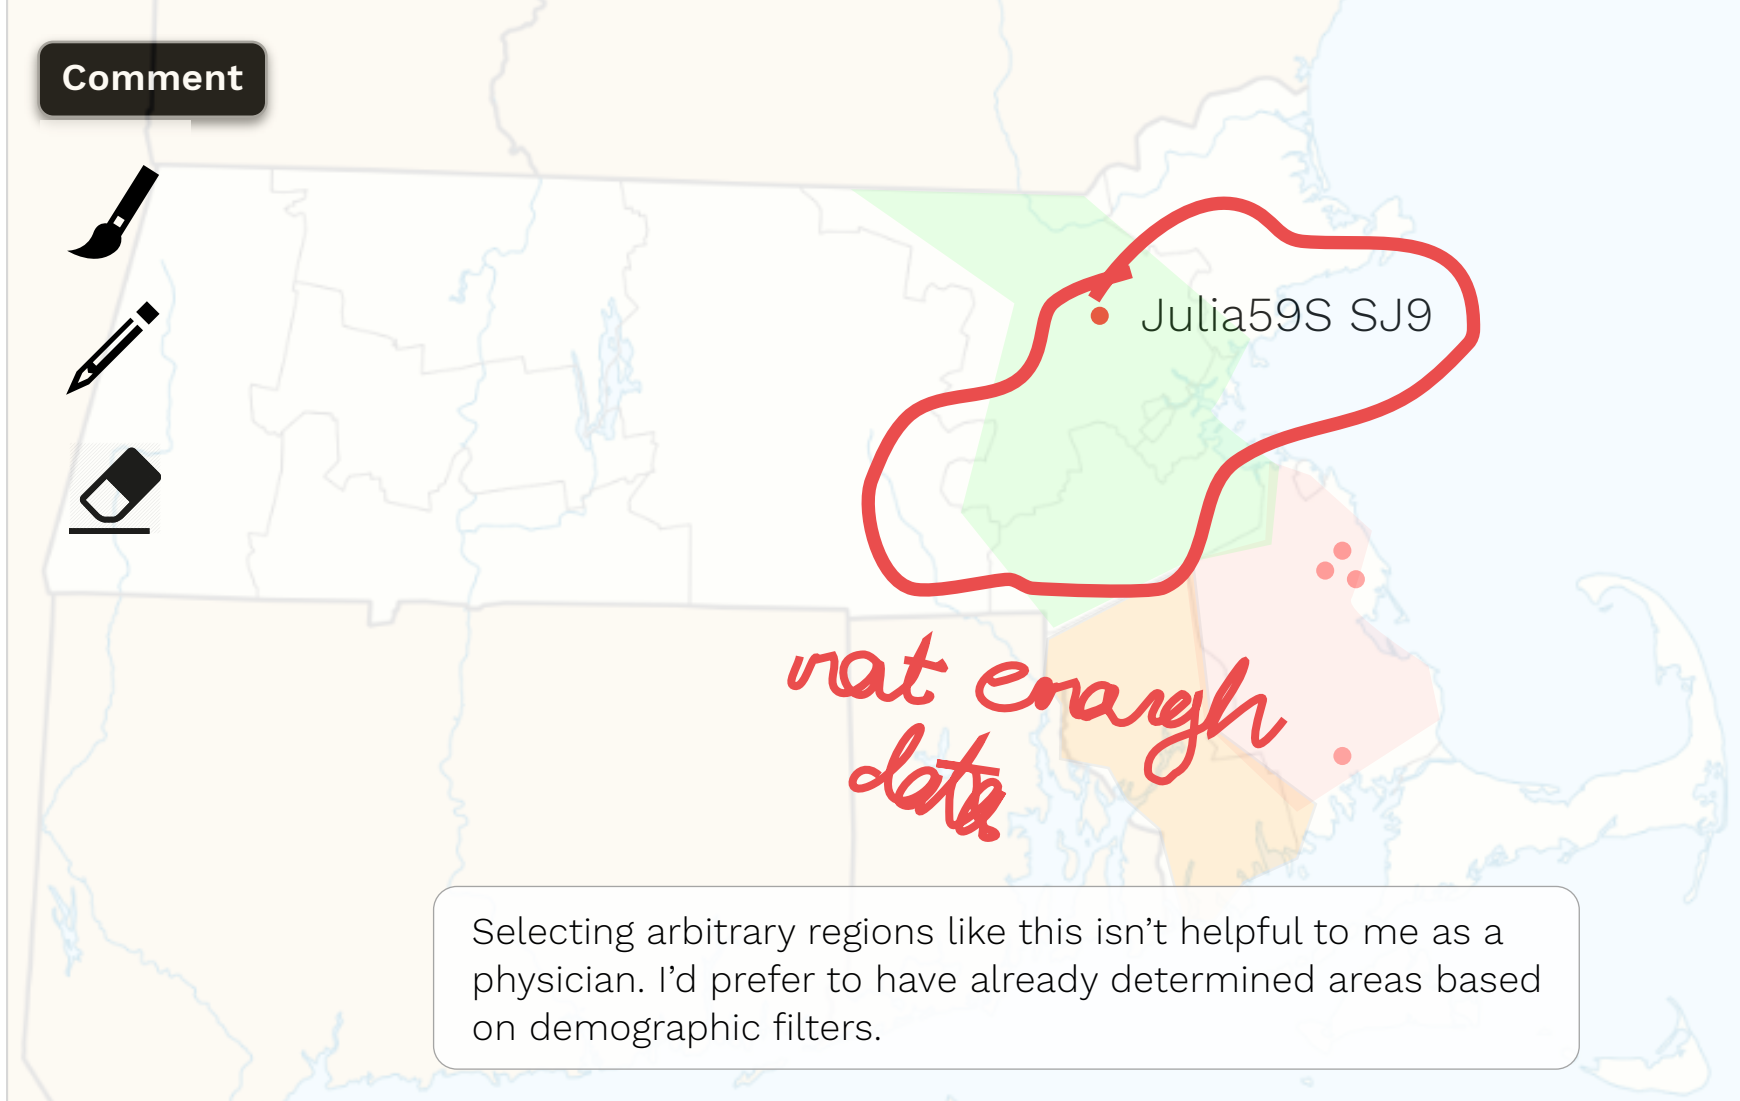 Comment
Julia59S SJ9
not enough
data
Selecting arbitrary regions like this isn’t helpful to me as a
physician. I’d prefer to have already determined areas based
on demographic filters.